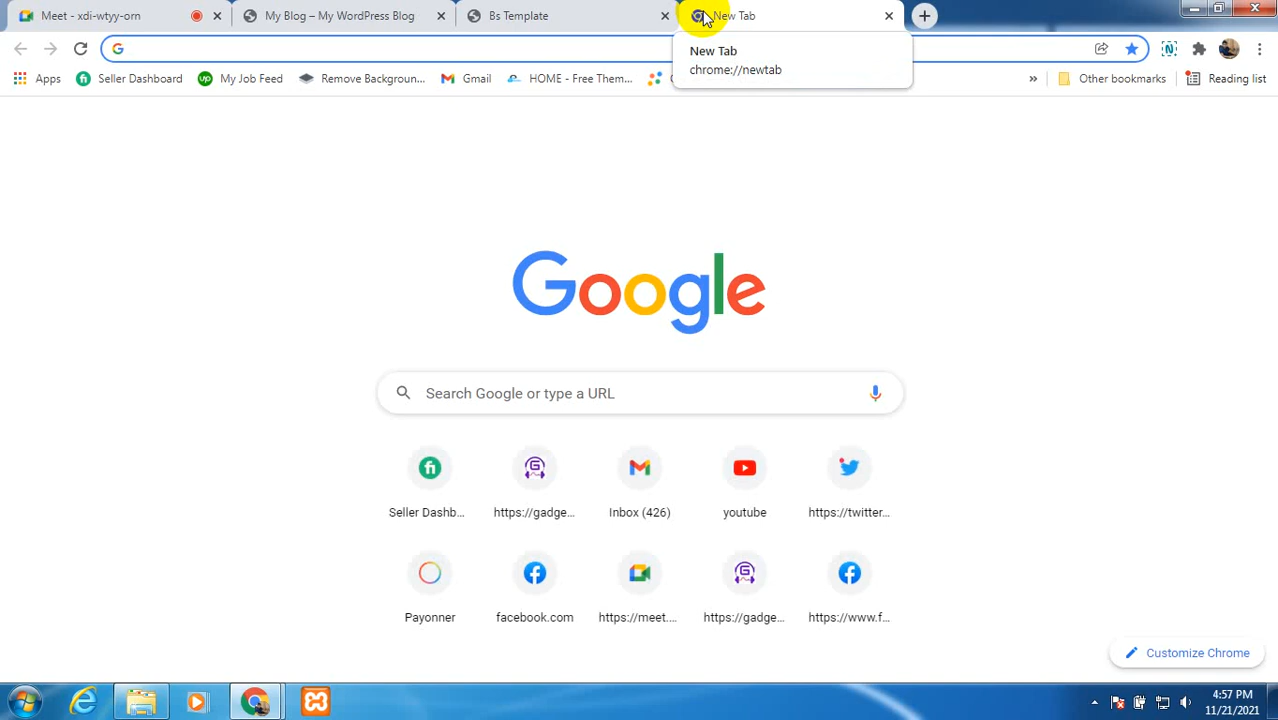 Meet - xdi-wtyy-orn
My Blog – My WordPress Blog
Bs Template
New Tab
New Tab
chrome://newtab
Apps
Seller Dashboard
My Job Feed
Remove Backgroun...
Gmail
HOME - Free Them...
Other bookmarks
Reading list
Google
Search Google or type a URL
Seller Dashb...
https://gadge...
Inbox (426)
youtube
https://twitter...
Payonner
facebook.com
https://meet....
https://gadge...
https://www.f...
Customize Chrome
4:57 PM
11/21/2021